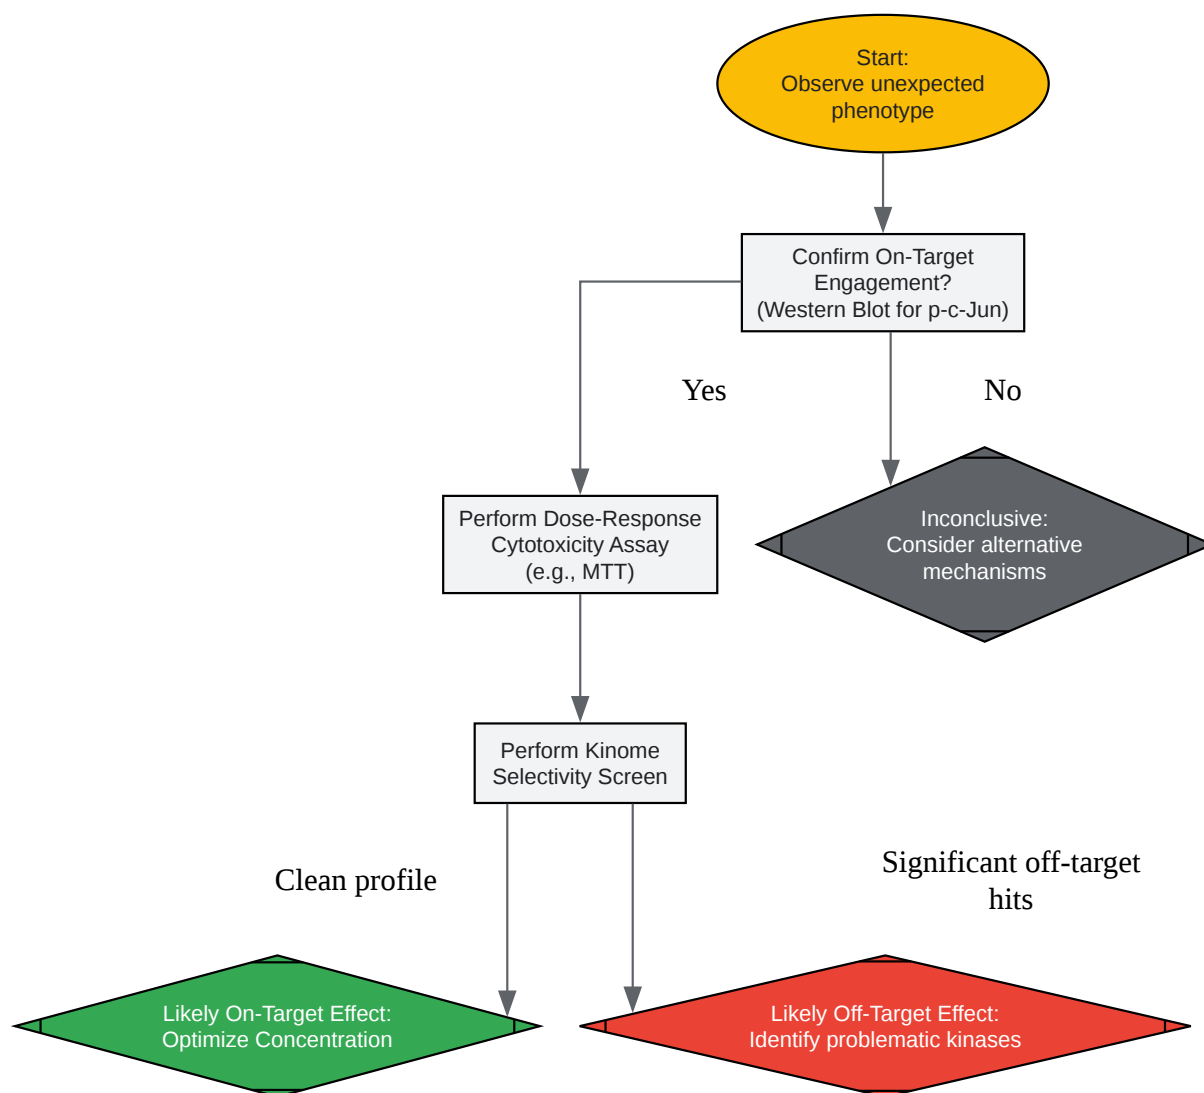 Start:
Observe unexpected
phenotype
Confirm On-Target
Engagement?
(Western Blot for p-c-Jun)
Yes
No
Perform Dose-Response
Cytotoxicity Assay
(e.g., MTT)
Inconclusive:
Consider alternative
mechanisms
Perform Kinome
Selectivity Screen
Clean profile
Significant off-target
hits
Likely On-Target Effect:
Optimize Concentration
Likely Off-Target Effect:
Identify problematic kinases